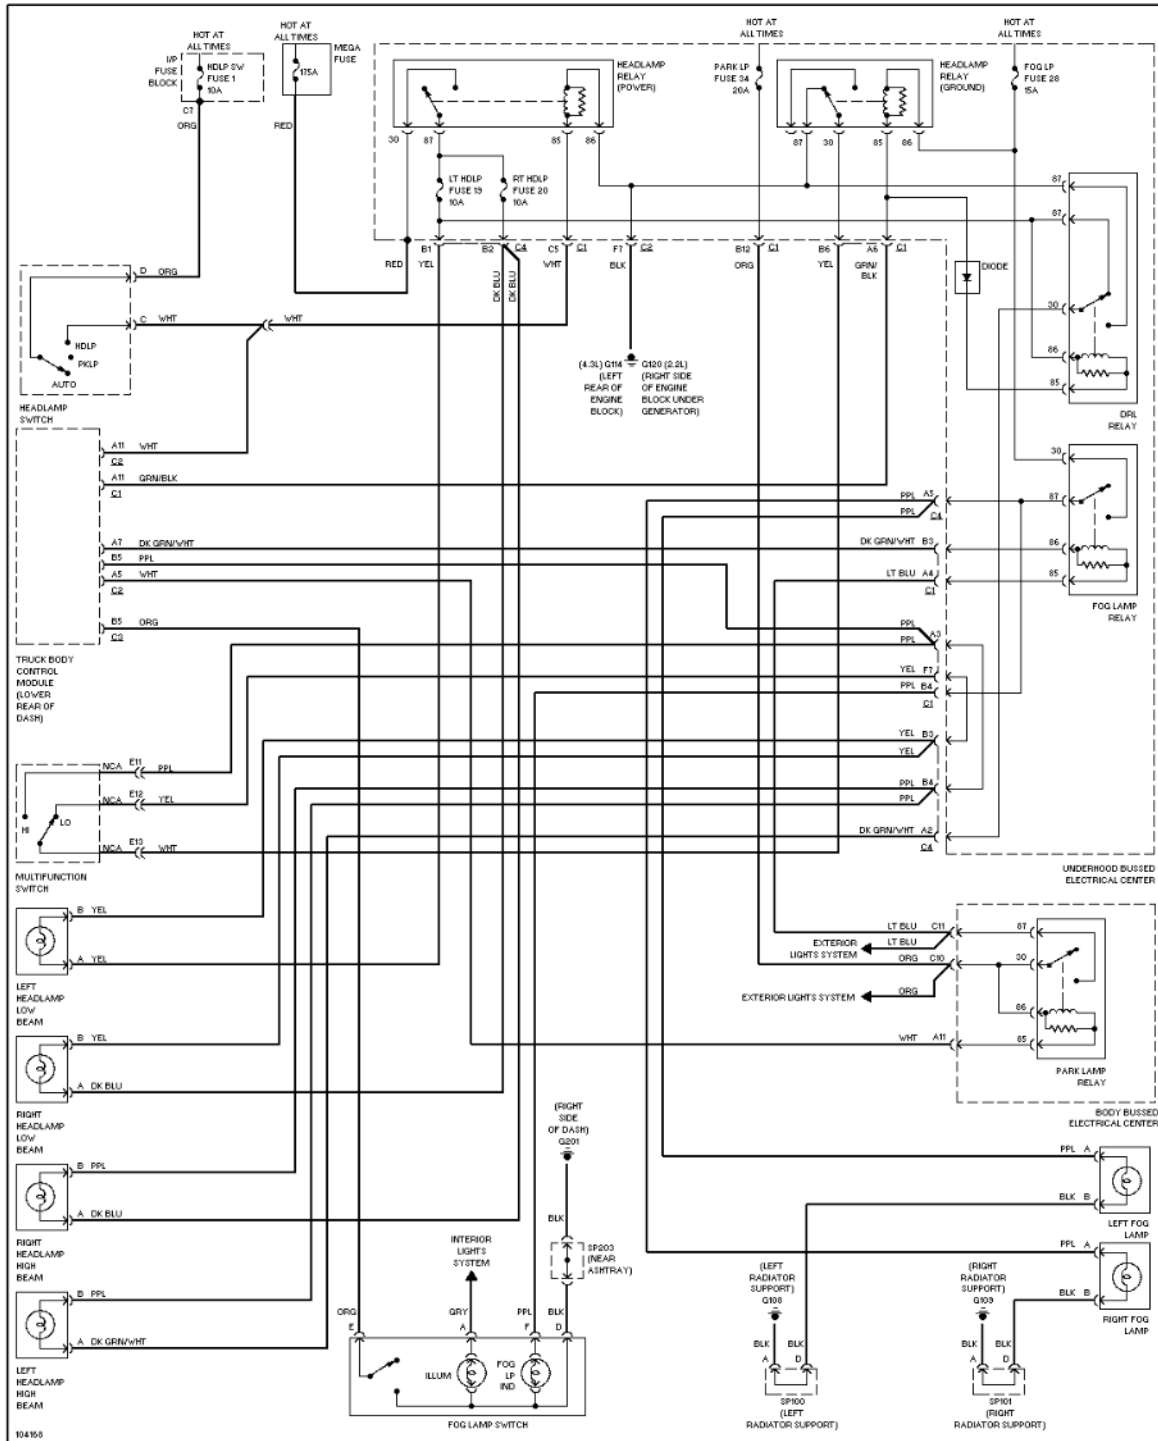 HOT AT
ALL TIMES
I/P
FUSE
BLOCK
HDLP SW
FUSE 1
10A
C7
ORG
HOT AT
ALL TIMES
MEGA
FUSE
175A
RED
HEADLAMP
RELAY
(POWER)
30
87
85
86
LT HDLP
FUSE 19
10A
RT HDLP
FUSE 20
10A
HOT AT
ALL TIMES
PARK LP
FUSE 34
20A
HEADLAMP
RELAY
(GROUND)
87
30
85
86
HOT AT
ALL TIMES
FOG LP
FUSE 28
15A
87
87
30
86
85
DRL
RELAY
DIODE
B1
B2
C4
C5
C1
F7
C2
B12
C1
B6
A6
C1
RED
YEL
DK BLU
DK BLU
WHT
BLK
ORG
YEL
GRN/
BLK
D ORG
C WHT
WHT
HDLP
PKLP
AUTO
HEADLAMP
SWITCH
(4.3L) G114
(LEFT
REAR OF
ENGINE
BLOCK)
G120 (2.2L)
(RIGHT SIDE
OF ENGINE
BLOCK UNDER
GENERATOR)
A11 WHT
C2
A11 GRN/BLK
C1
A7 DK GRN/WHT
B5 PPL
A5 WHT
C2
B5 ORG
C3
TRUCK BODY
CONTROL
MODULE
(LOWER
REAR OF
DASH)
PPL A5
PPL
C4
DK GRN/WHT B3
LT BLU A4
C1
PPL
PPL A3
YEL F7
PPL B4
C1
YEL B3
YEL
PPL B4
PPL
DK GRN/WHT A2
C4
30
87
86
85
FOG LAMP
RELAY
UNDERHOOD BUSSED
ELECTRICAL CENTER
NCA E11 PPL
NCA E12 YEL
NCA E13 WHT
HI
LO
MULTIFUNCTION
SWITCH
B YEL
A YEL
LEFT
HEADLAMP
LOW
BEAM
B YEL
A DK BLU
RIGHT
HEADLAMP
LOW
BEAM
B PPL
A DK BLU
RIGHT
HEADLAMP
HIGH
BEAM
B PPL
A DK GRN/WHT
LEFT
HEADLAMP
HIGH
BEAM
LT BLU C11
LT BLU
EXTERIOR
LIGHTS SYSTEM
ORG C10
ORG
EXTERIOR LIGHTS SYSTEM
WHT A11
87
30
86
85
PARK LAMP
RELAY
BODY BUSSED
ELECTRICAL CENTER
(RIGHT
SIDE
OF DASH)
G201
BLK
SP203
(NEAR
ASHTRAY)
INTERIOR
LIGHTS
SYSTEM
ORG
GRY
PPL
BLK
E
A
F
D
ILLUM
FOG
LP
IND
FOG LAMP SWITCH
PPL A
BLK B
LEFT FOG
LAMP
PPL A
BLK B
RIGHT FOG
LAMP
(LEFT
RADIATOR
SUPPORT)
G108
BLK
BLK
A
D
SP100
(LEFT
RADIATOR SUPPORT)
(RIGHT
RADIATOR
SUPPORT)
G109
BLK
BLK
A
D
SP101
(RIGHT
RADIATOR SUPPORT)
104168